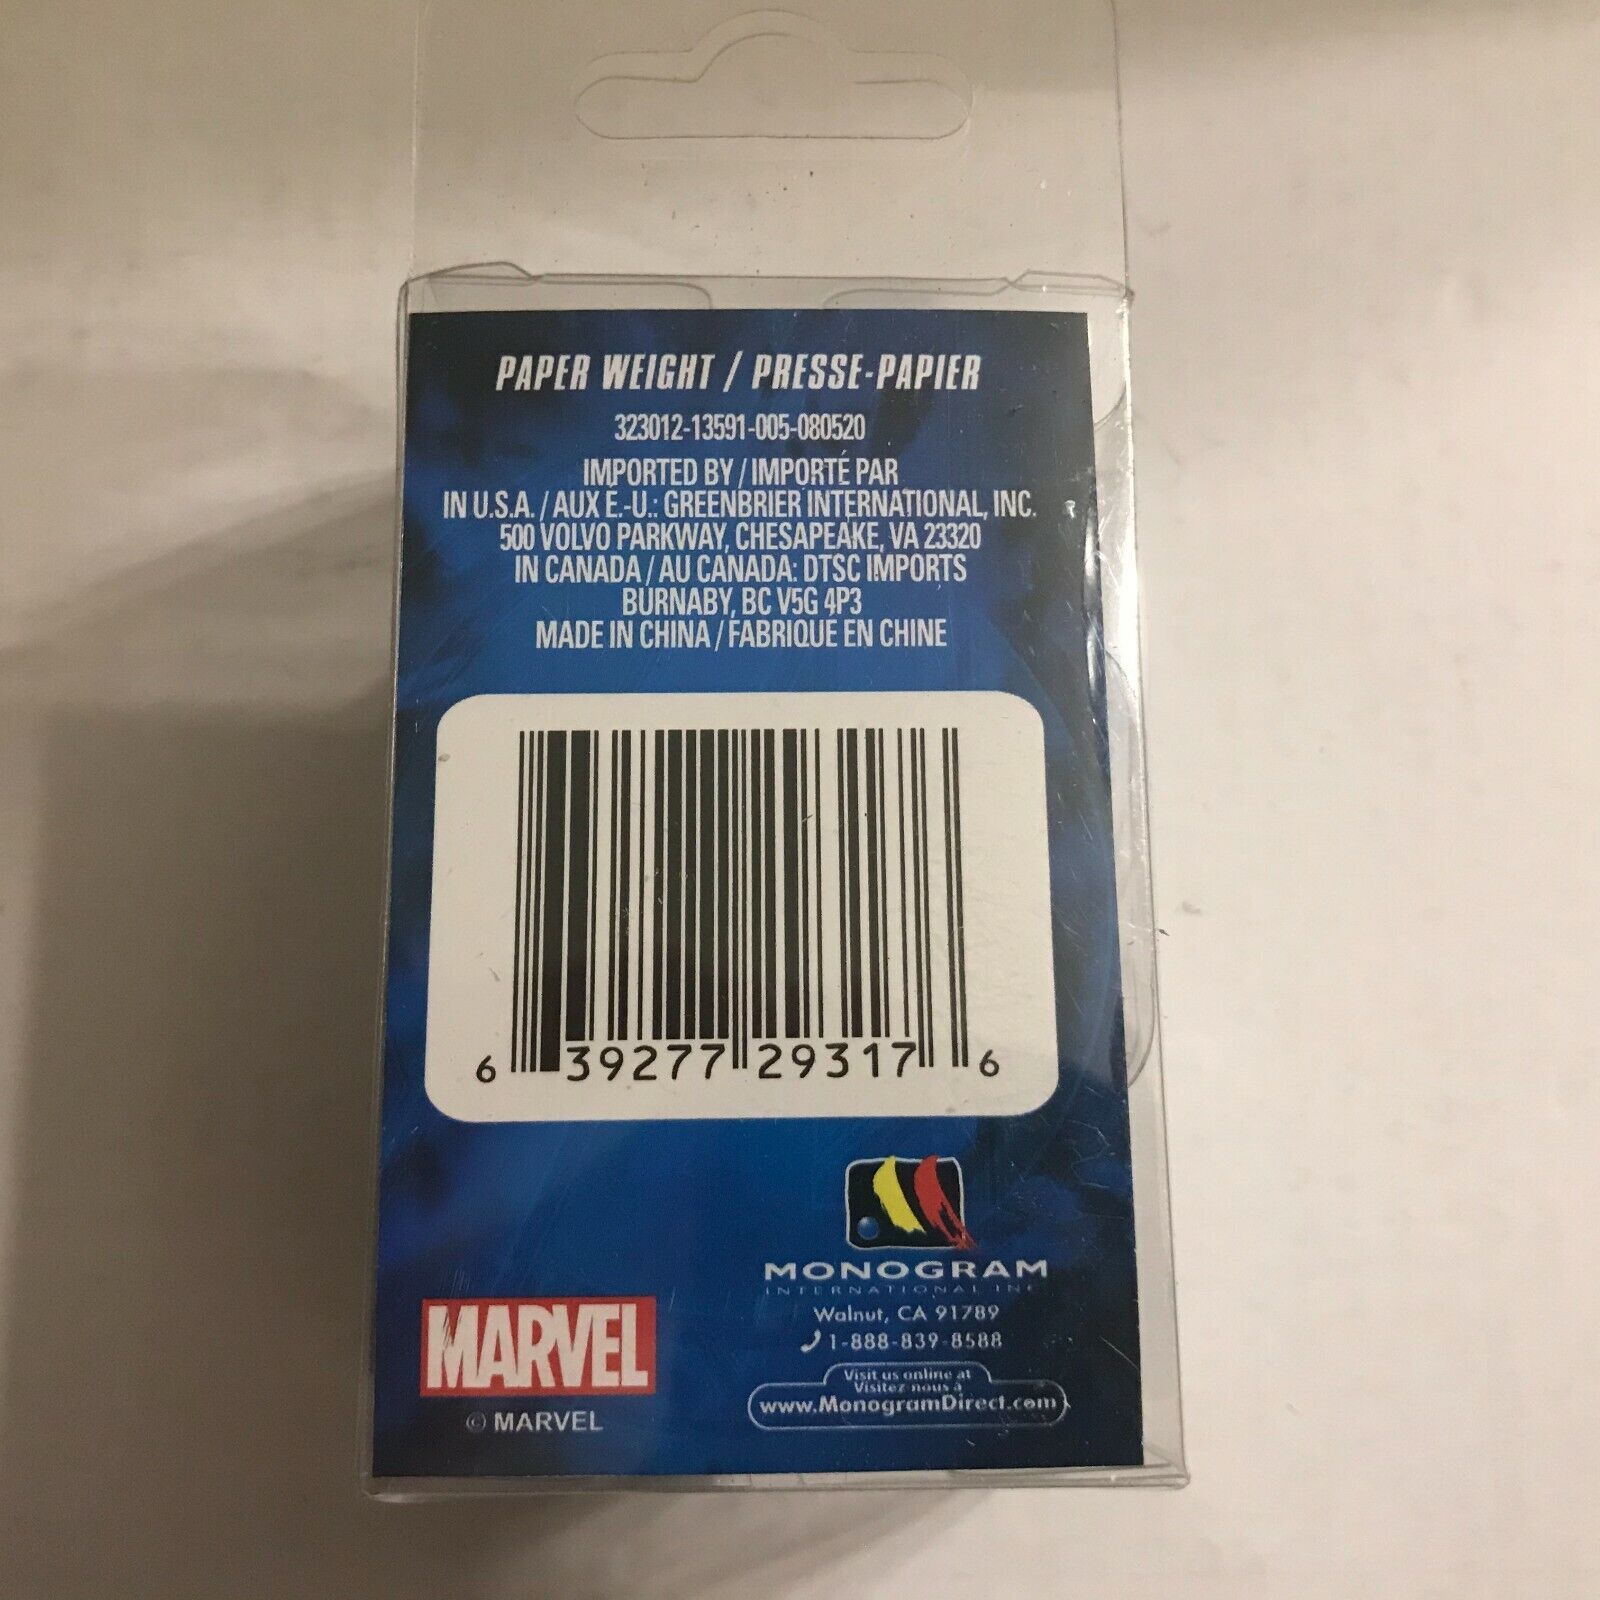 PAPER WEIGHT / PRESSE-PAPIER
323012-13591-005-080520
IMPORTED BY / IMPORTÉ PAR
IN U.S.A. / AUX É.-U.: GREENBRIER INTERNATIONAL, INC.
500 VOLVO PARKWAY, CHESAPEAKE, VA 23320
IN CANADA / AU CANADA: DTSC IMPORTS
BURNABY, BC V5G 4P3
MADE IN CHINA / FABRIQUÉ EN CHINE
6 39277 29317 6
MONOGRAM
INTERNATIONAL INC
Walnut, CA 91789
1-888-839-8588
Visit us online at
Visitez-nous à
www.MonogramDirect.com
MARVEL
© MARVEL